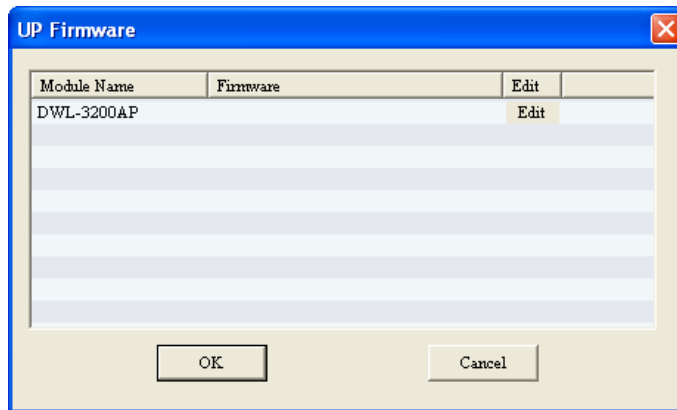 UP Firmware
Module Name Firmware Edit
DWL-3200AP Edit
OK Cancel